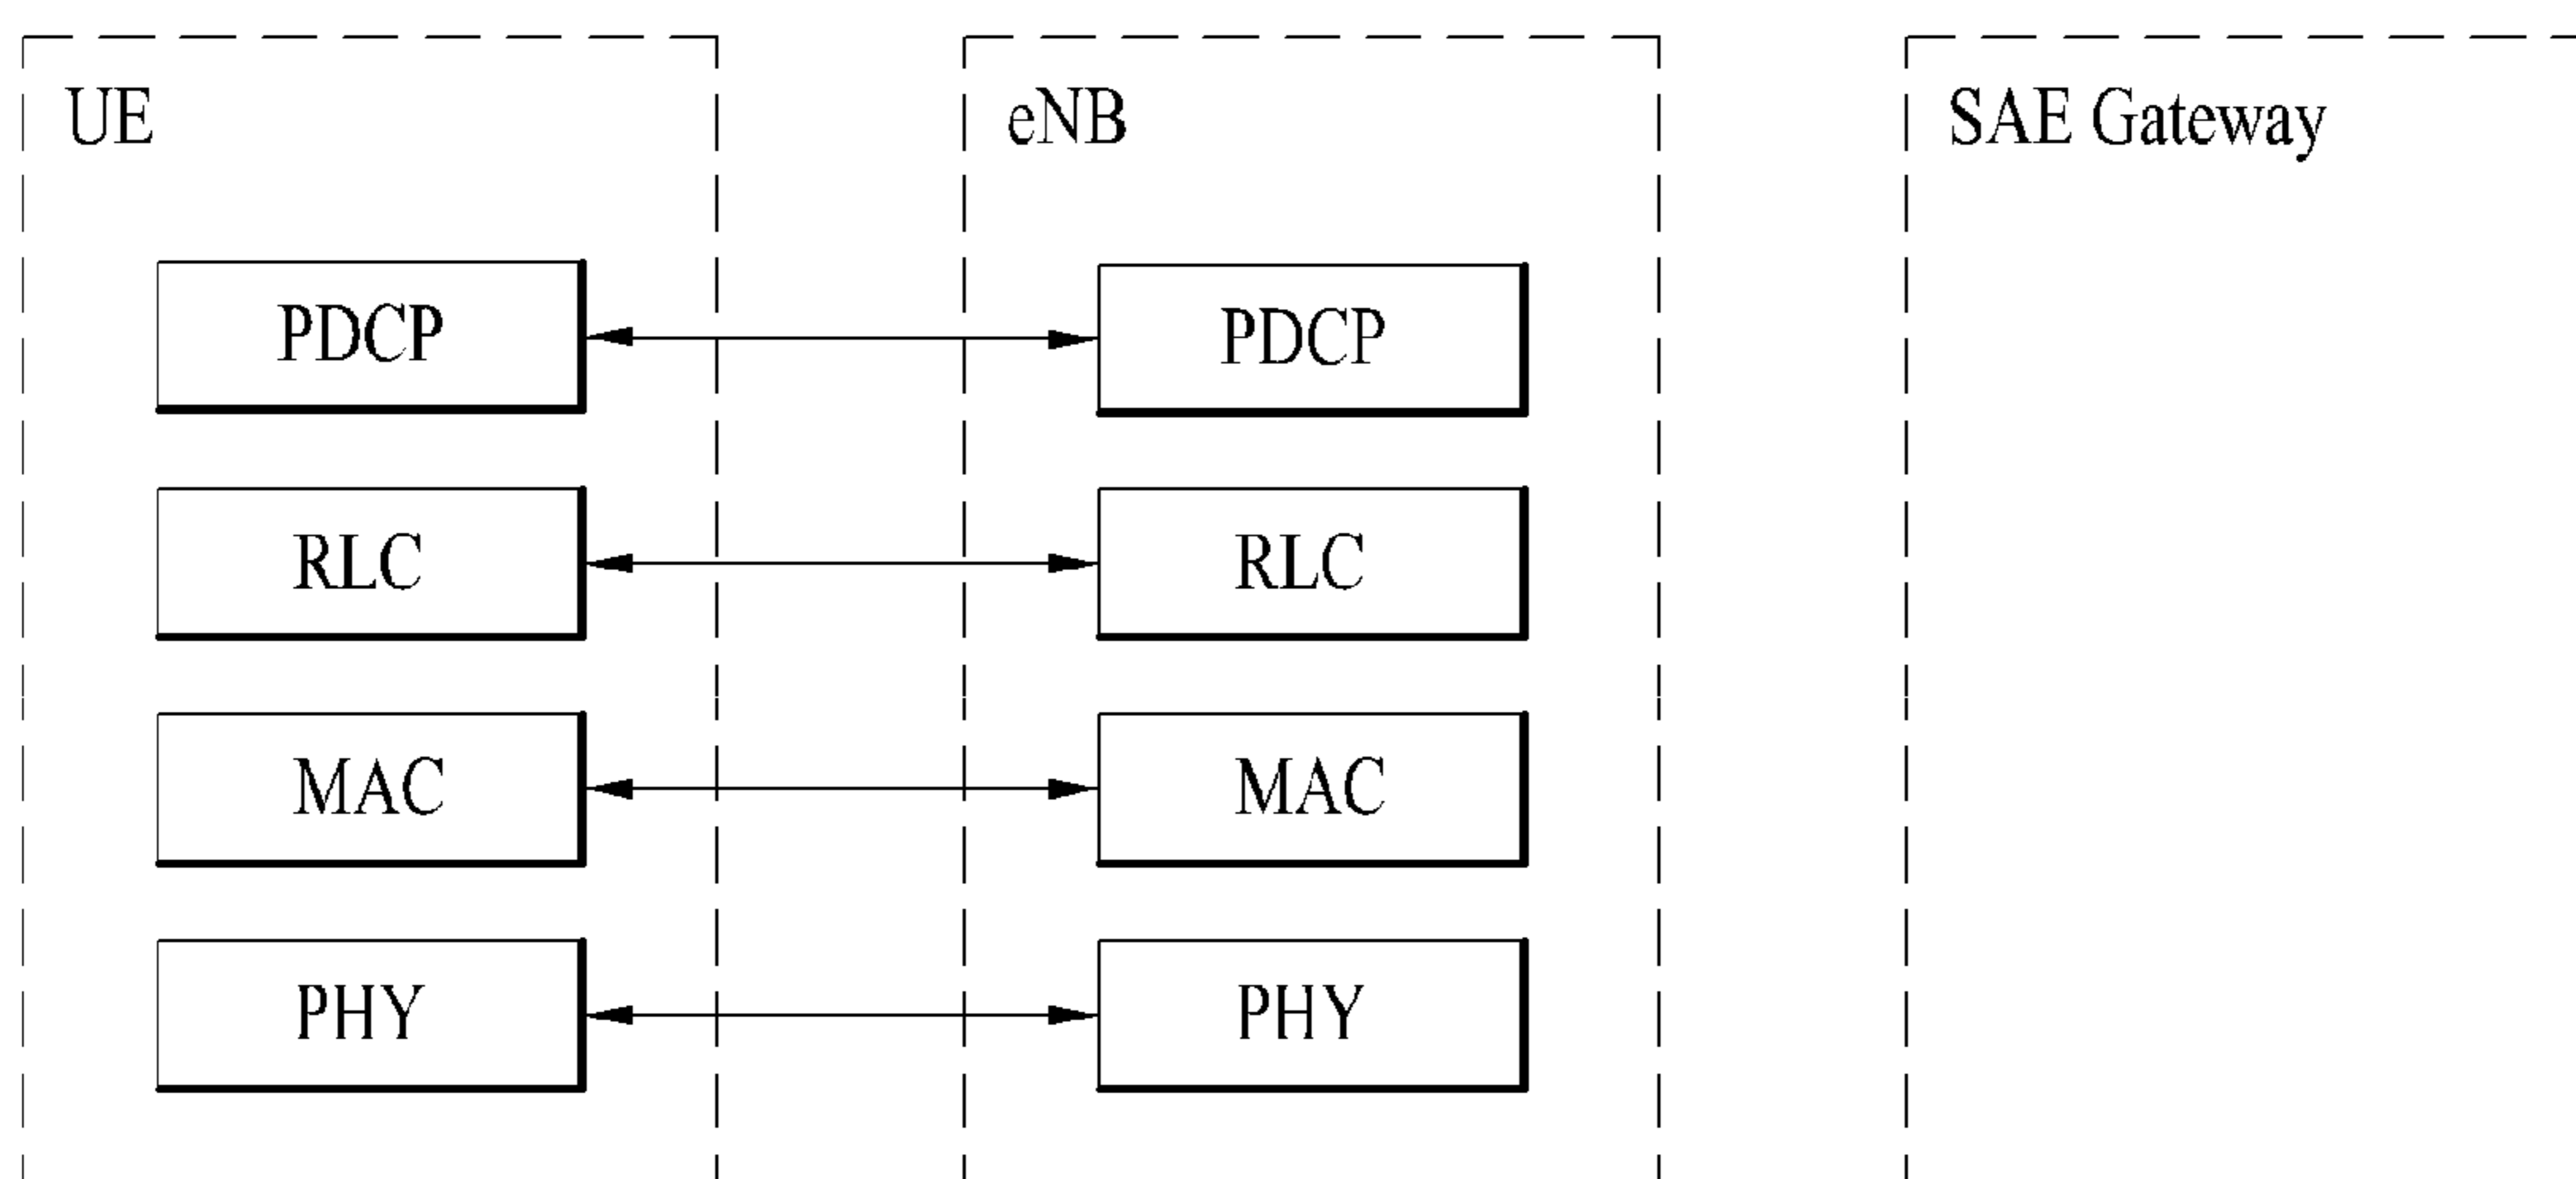 UE
eNB
SAE Gateway
PDCP
PDCP
RLC
RLC
MAC
MAC
PHY
PHY